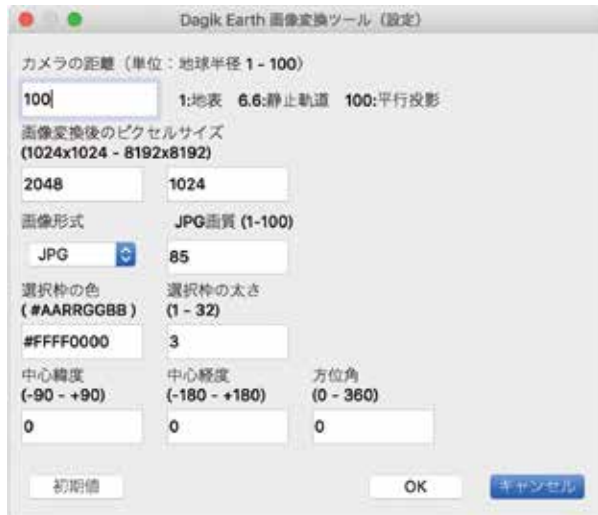 Dagik Earth 画像変換ツール（設定）
カメラの距離（単位：地球半径 1 - 100）
100 1:地表 6.6:静止軌道 100:平行投影
画像変換後のピクセルサイズ
(1024x1024 - 8192x8192)
2048 1024
画像形式 JPG画質 (1-100)
JPG 85
選択枠の色 選択枠の太さ
( #AARRGGBB ) (1 - 32)
#FFFF0000 3
中心緯度 中心経度 方位角
(-90 - +90) (-180 - +180) (0 - 360)
0 0 0
初期値 OK キャンセル